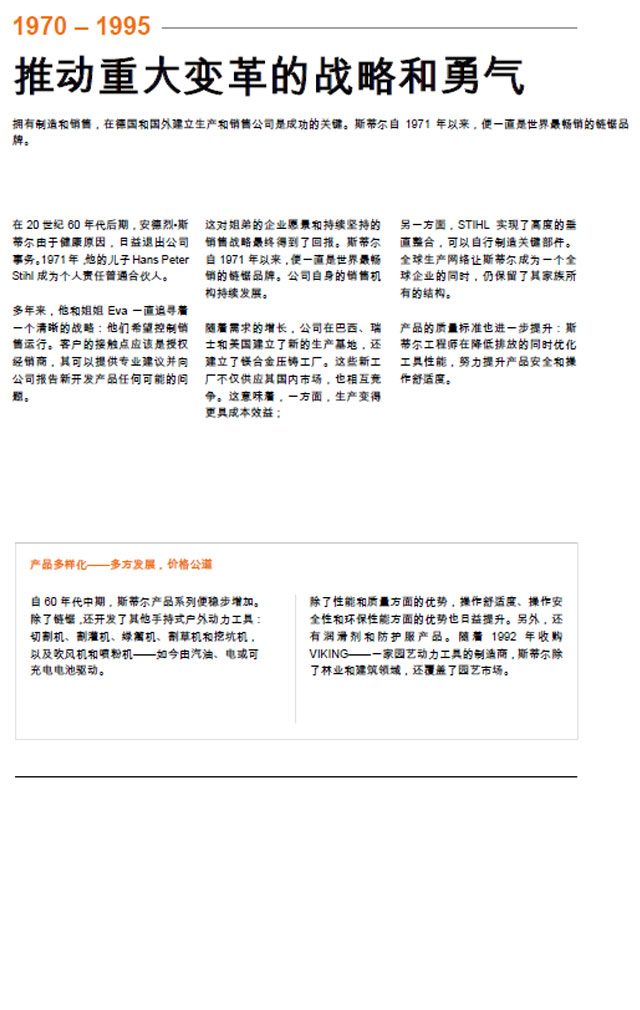 1970 – 1995
推动重大变革的战略和勇气
拥有制造和销售，在德国和国外建立生产和销售公司是成功的关键。斯蒂尔自 1971 年以来，便一直是世界最畅销的链锯品
牌。
在 20 世纪 60 年代后期，安德烈•斯
蒂尔由于健康原因，日益退出公司
事务。1971 年 ,他的儿子 Hans Peter
Stihl 成为个人责任普通合伙人。
多年来，他和姐姐 Eva 一直追寻着
一个清晰的战略：他们希望控制销
售运行。客户的接触点应该是授权
经销商，其可以提供专业建议并向
公司报告新开发产品任何可能的问
题。
这对姐弟的企业愿景和持续坚持的
销售战略最终得到了回报。斯蒂尔
自 1971 年以来 , 便一直是世界最畅
销的链锯品牌。公司自身的销售机
构持续发展。
随着需求的增长，公司在巴西、瑞
士和美国建立了新的生产基地，还
建立了镁合金压铸工厂。这些新工
厂不仅供应其国内市场，也相互竞
争。这意味着，一方面，生产变得
更具成本效益；
另一方面，STIHL 实现了高度的垂
直整合，可以自行制造关键部件。
全球生产网络让斯蒂尔成为一个全
球企业的同时，仍保留了其家族所
有的结构。
产品的质量标准也进一步提升：斯
蒂尔工程师在降低排放的同时优化
工具性能，努力提升产品安全和操
作舒适度。
产品多样化——多方发展，价格公道
自 60 年代中期，斯蒂尔产品系列便稳步增加。
除了链锯 ,还开发了其他手持式户外动力工具：
切割机、割灌机、绿篱机、割草机和挖坑机，
以及吹风机和喷粉机——如今由汽油、电或可
充电电池驱动。
除了性能和质量方面的优势，操作舒适度、操作安
全性和环保性能方面的优势也日益提升。另外，还
有润滑剂和防护服产品。随着 1992 年收购
VIKING——一家园艺动力工具的制造商 , 斯蒂尔除
了林业和建筑领域，还覆盖了园艺市场。